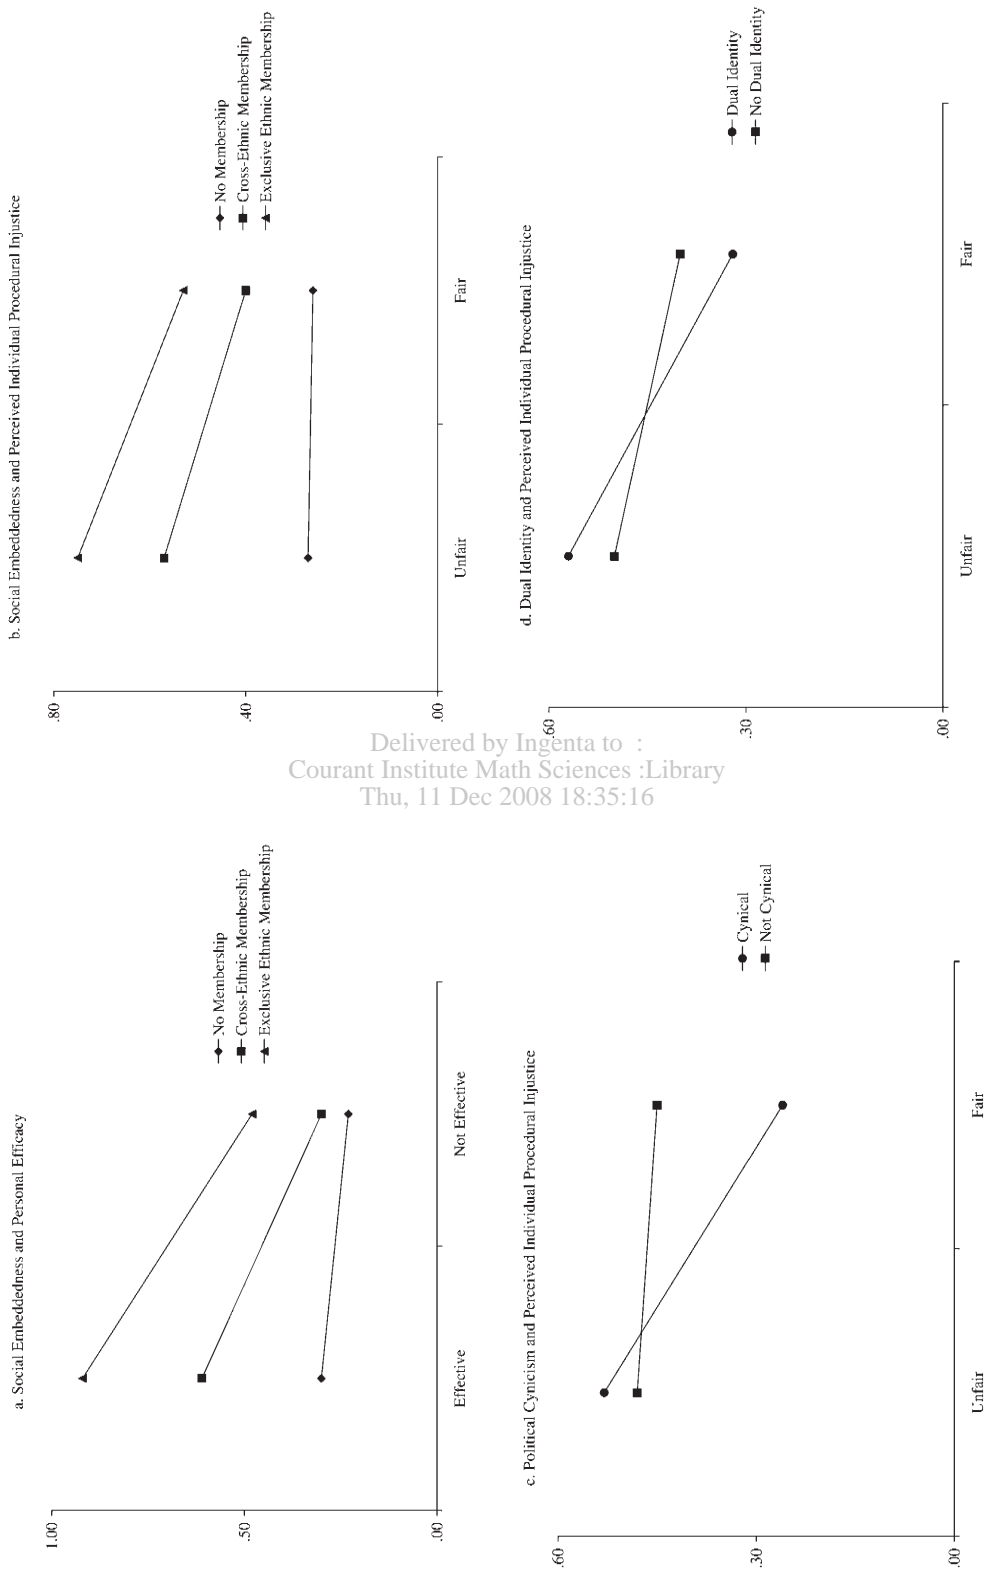 a. Social Embeddedness and Personal Efficacy
1.00
.50
.00
Effective
Not Effective
No Membership
Cross-Ethnic Membership
Exclusive Ethnic Membership
b. Social Embeddedness and Perceived Individual Procedural Injustice
.80
.40
.00
Unfair
Fair
No Membership
Cross-Ethnic Membership
Exclusive Ethnic Membership
c. Political Cynicism and Perceived Individual Procedural Injustice
.60
.30
.00
Unfair
Fair
Cynical
Not Cynical
d. Dual Identity and Perceived Individual Procedural Injustice
.60
.30
.00
Unfair
Fair
Dual Identity
No Dual Identity
Delivered by Ingenta to :
Courant Institute Math Sciences :Library
Thu, 11 Dec 2008 18:35:16